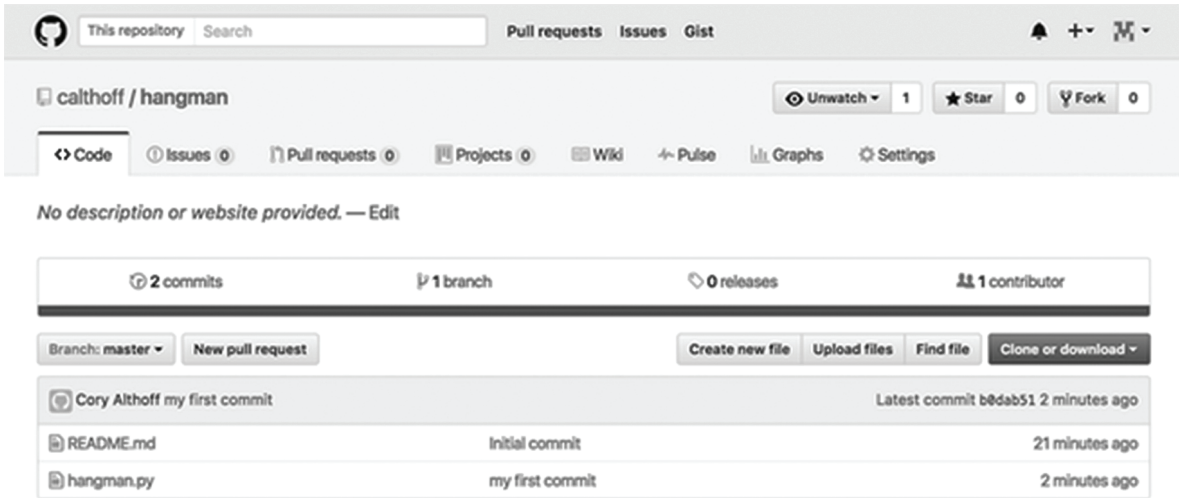 This repository Search Pull requests Issues Gist
calthoff / hangman Unwatch 1 Star 0 Fork 0
Code Issues 0 Pull requests 0 Projects 0 Wiki Pulse Graphs Settings
No description or website provided. — Edit
2 commits 1 branch 0 releases 1 contributor
Branch: master New pull request Create new file Upload files Find file Clone or download
Cory Althoff my first commit Latest commit b0dab51 2 minutes ago
README.md Initial commit 21 minutes ago
hangman.py my first commit 2 minutes ago